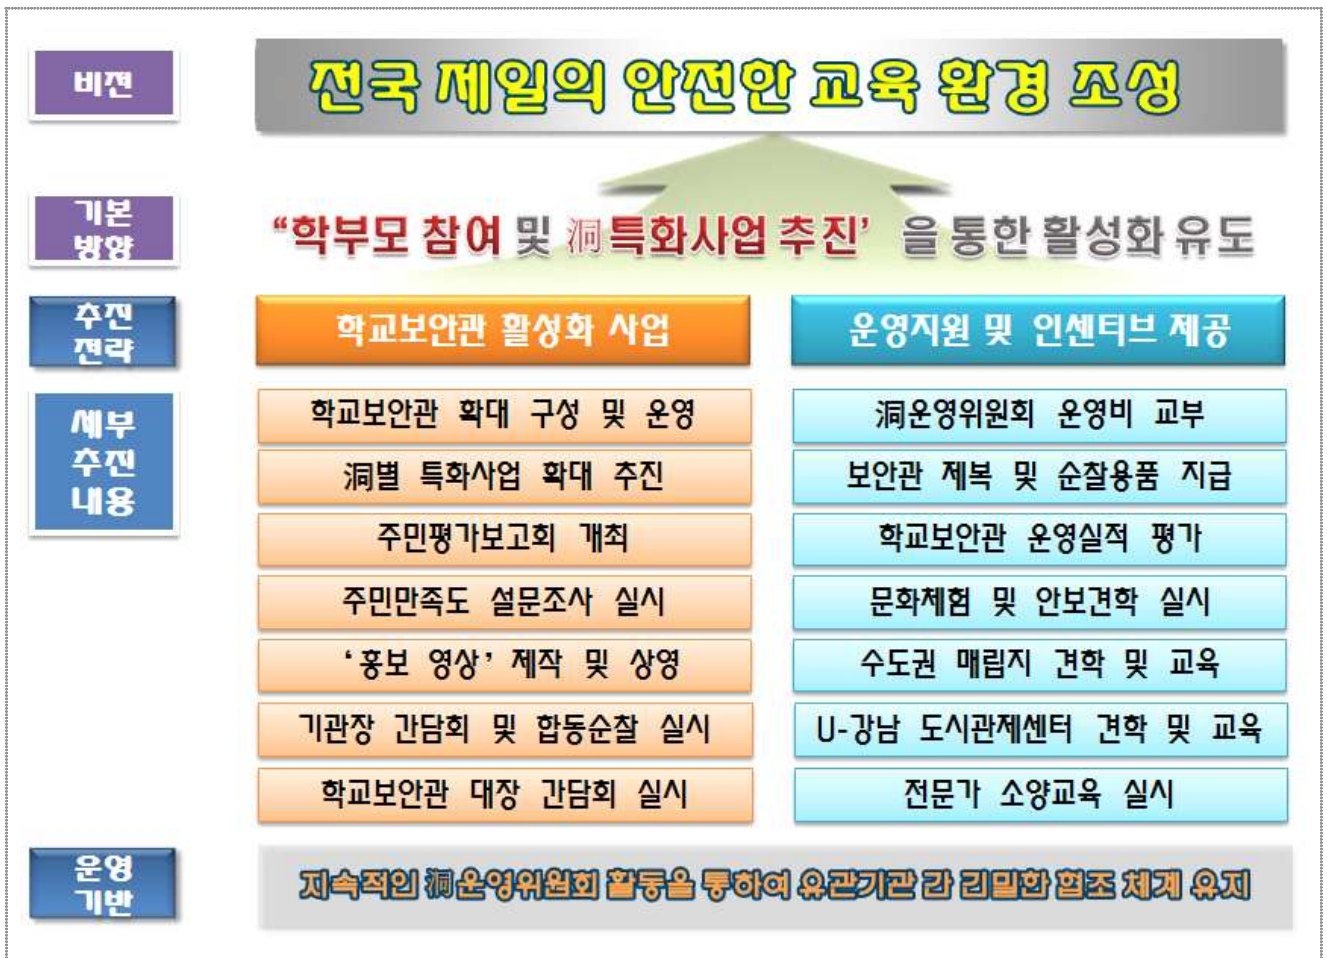 비전
전국 제일의 안전한 교육 환경 조성
기본
방향
“학부모 참여 및 洞 특화사업 추진’ 을 통한 활성화 유도
추진
전략
학교보안관 활성화 사업
운영지원 및 인센티브 제공
세부
추진
내용
학교보안관 확대 구성 및 운영
洞운영위원회 운영비 교부
洞별 특화사업 확대 추진
보안관 제복 및 순찰용품 지급
주민평가보고회 개최
학교보안관 운영실적 평가
주민만족도 설문조사 실시
문화체험 및 안보견학 실시
‘홍보 영상’ 제작 및 상영
수도권 매립지 견학 및 교육
기관장 간담회 및 합동순찰 실시
U-강남 도시관제센터 견학 및 교육
학교보안관 대장 간담회 실시
전문가 소양교육 실시
운영
기반
지속적인 洞운영위원회 활동을 통하여 유관기관 간 긴밀한 협조 체계 유지